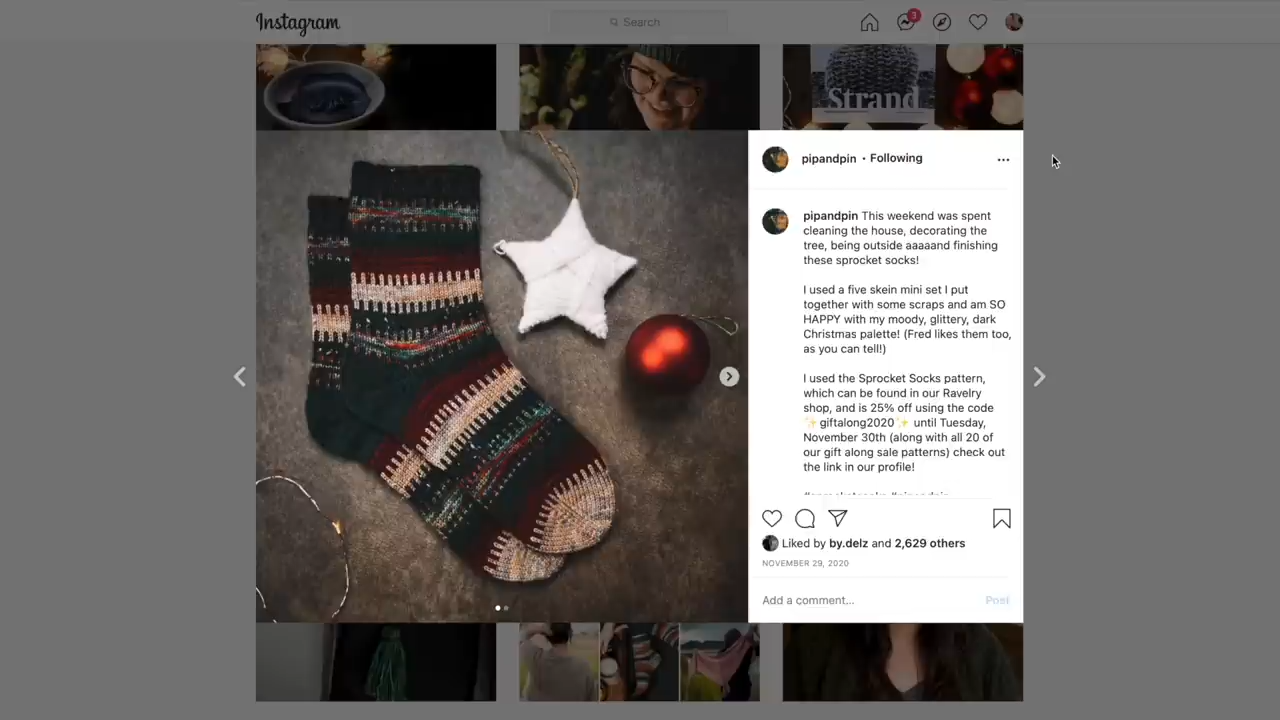 Instagram
Search
3
Strand
pipandpin • Following
pipandpin This weekend was spent
cleaning the house, decorating the
tree, being outside aaaaand finishing
these sprocket socks!
I used a five skein mini set I put
together with some scraps and am SO
HAPPY with my moody, glittery, dark
Christmas palette! (Fred likes them too,
as you can tell!)
I used the Sprocket Socks pattern,
which can be found in our Ravelry
shop, and is 25% off using the code
✨giftalong2020✨ until Tuesday,
November 30th (along with all 20 of
our gift along sale patterns) check out
the link in our profile!
Liked by by.delz and 2,629 others
NOVEMBER 29, 2020
Add a comment...
Post